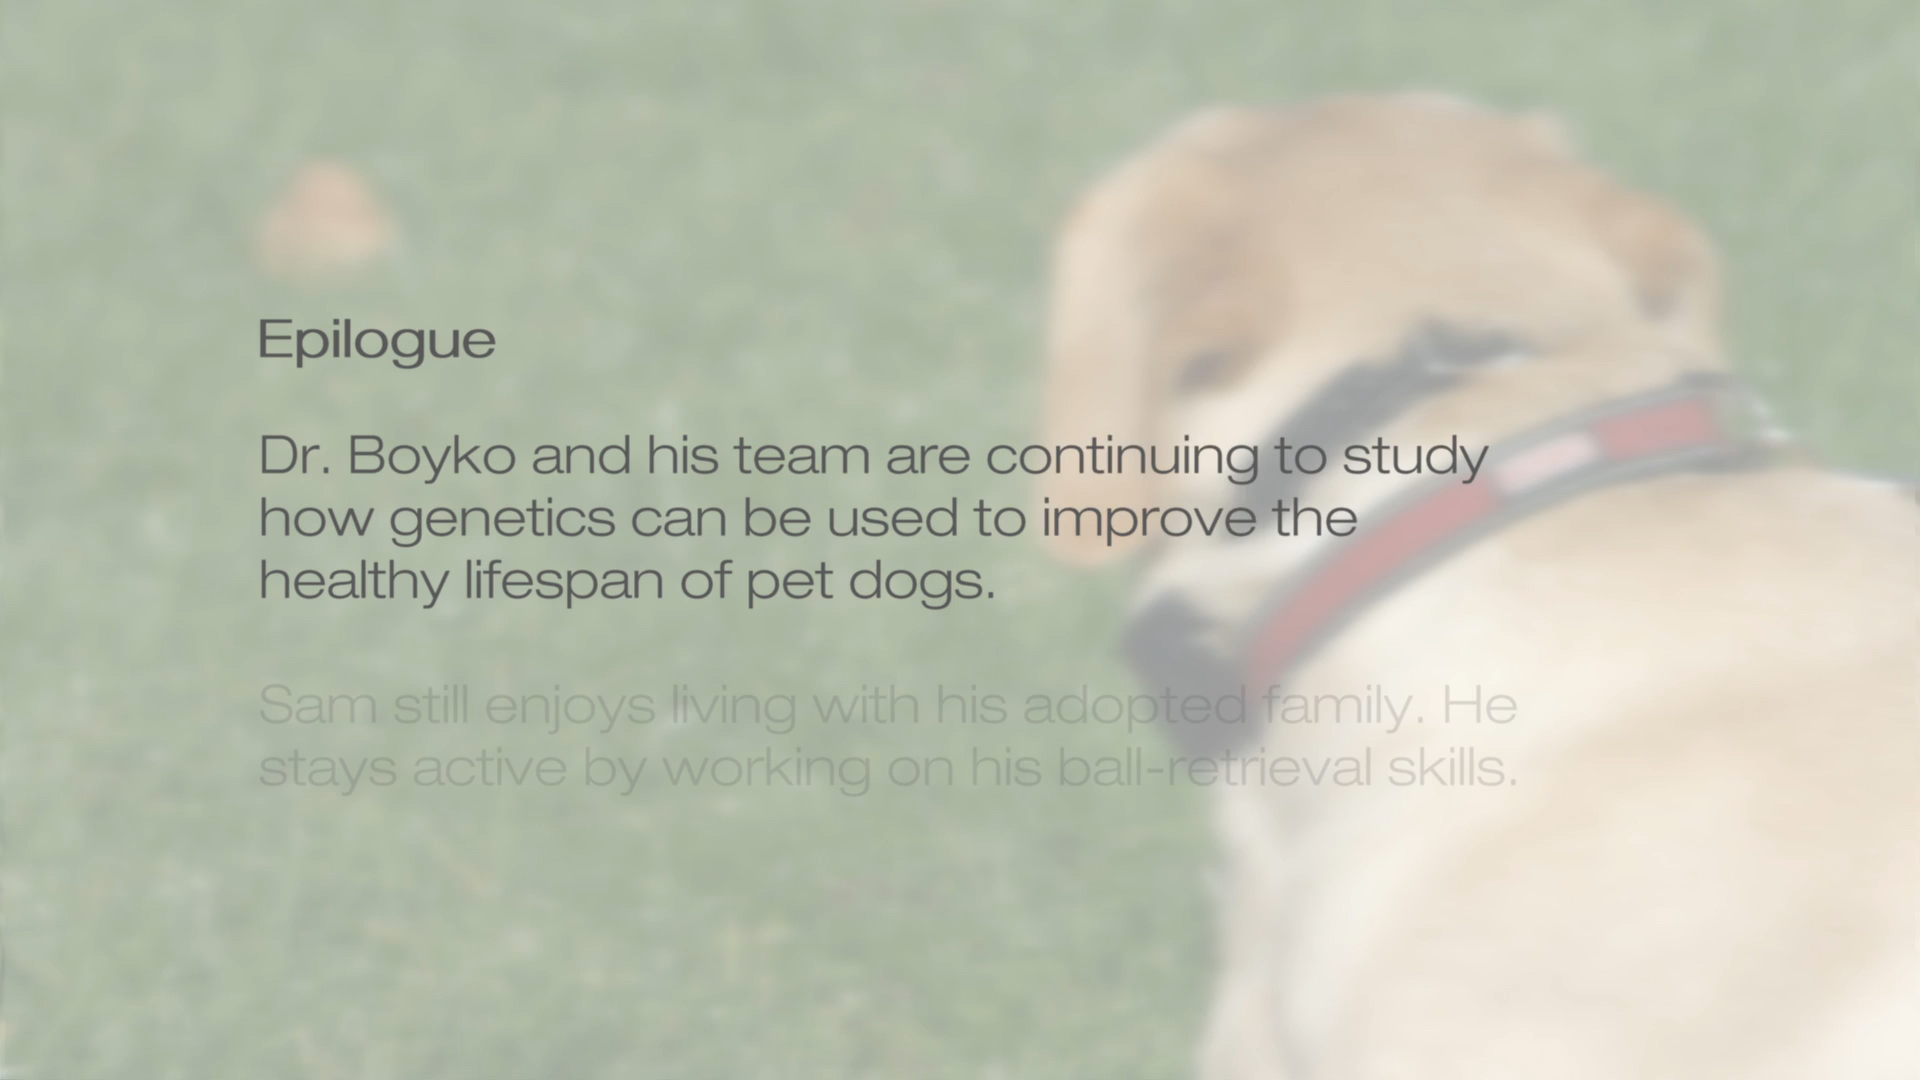 Epilogue
Dr. Boyko and his team are continuing to study
how genetics can be used to improve the
healthy lifespan of pet dogs.
Sam still enjoys living with his adopted family. He
stays active by working on his ball-retrieval skills.